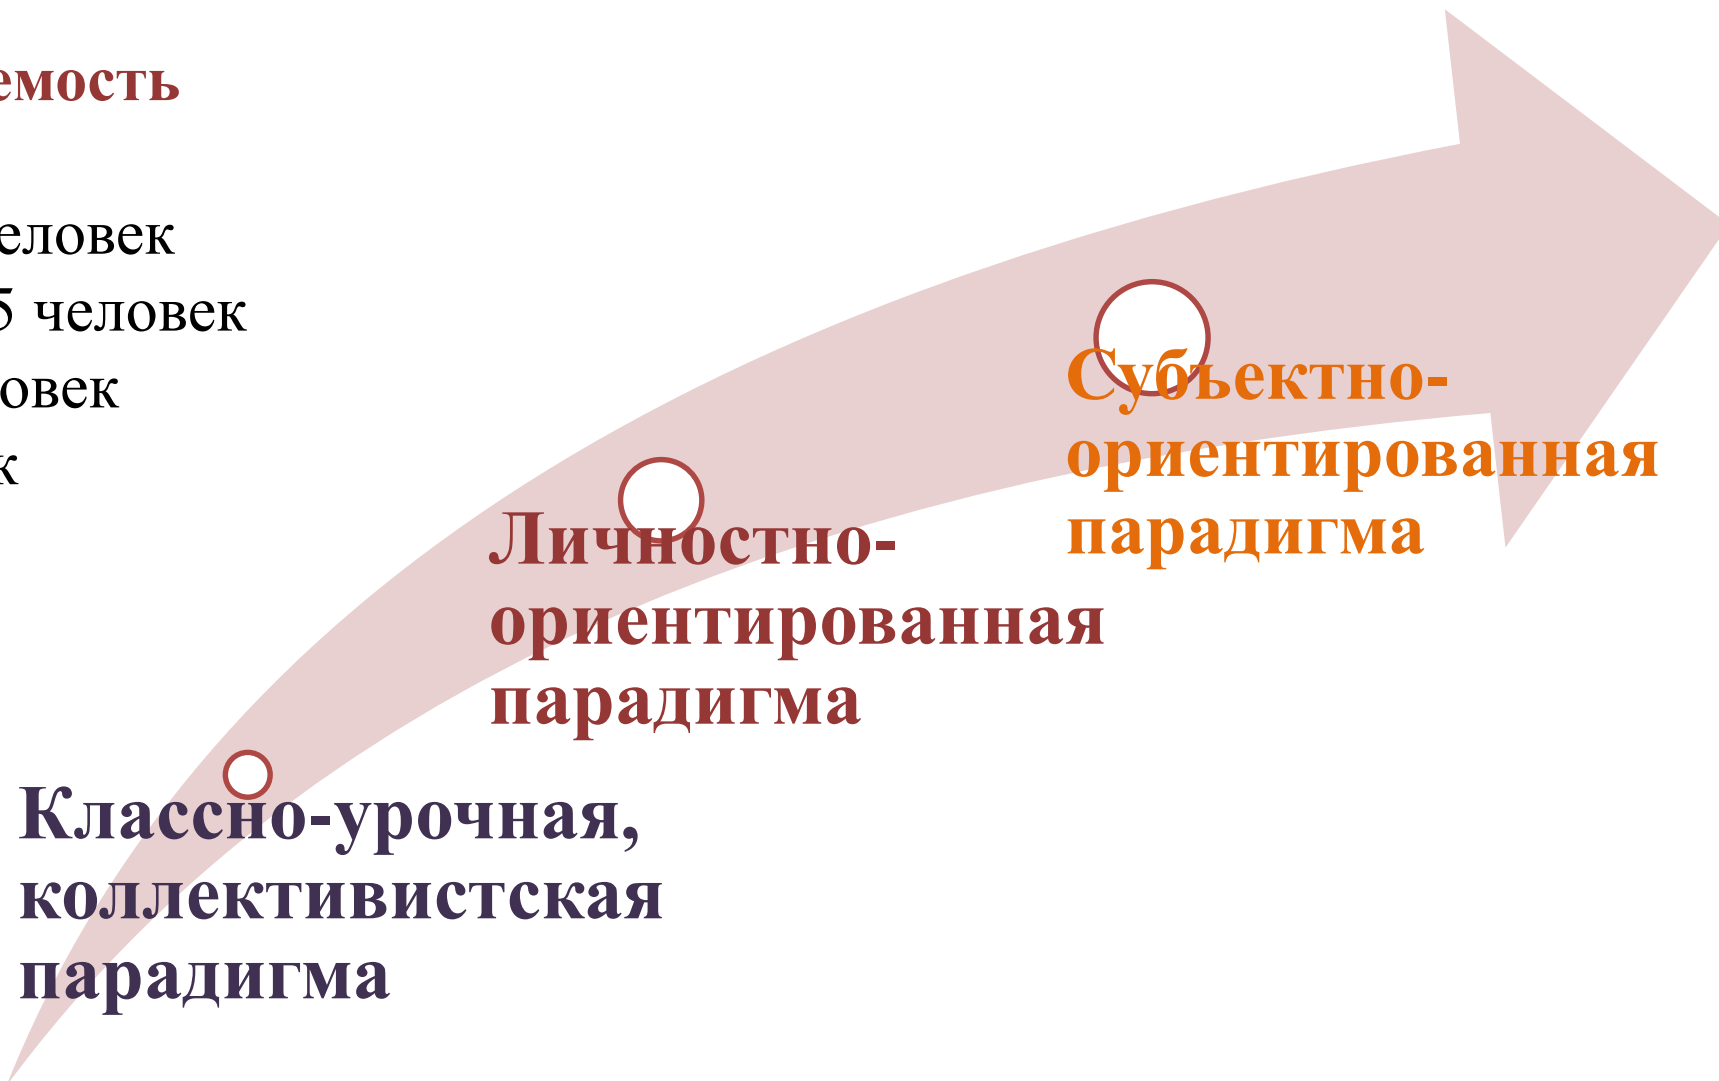 емость
еловек
5 человек
овек
к
Субъектно-
ориентированная
парадигма
Личностно-
ориентированная
парадигма
Классно-урочная,
коллективистская
парадигма